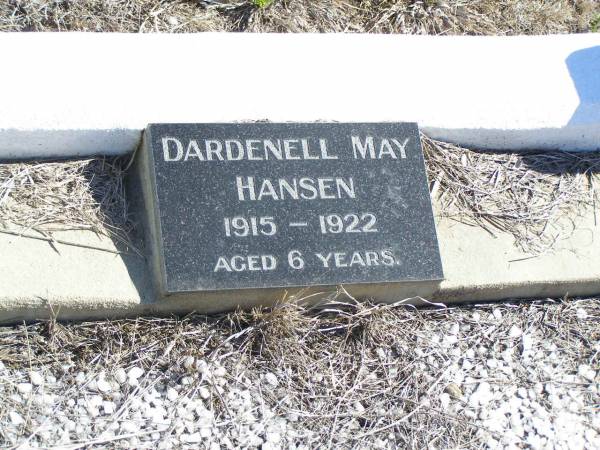 DARDENELL MAY
HANSEN
1915 – 1922
AGED 6 YEARS.